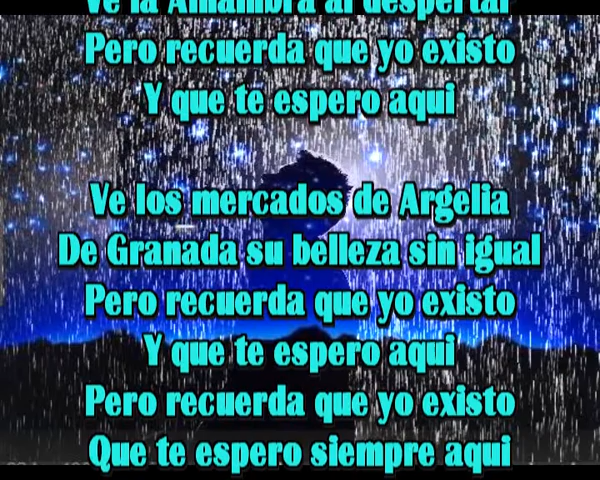 Ve la Alhambra al despertar
Pero recuerda que yo existo
Y que te espero aqui
Ve los mercados de Argelia
De Granada su belleza sin igual
Pero recuerda que yo existo
Y que te espero aqui
Pero recuerda que yo existo
Que te espero siempre aqui